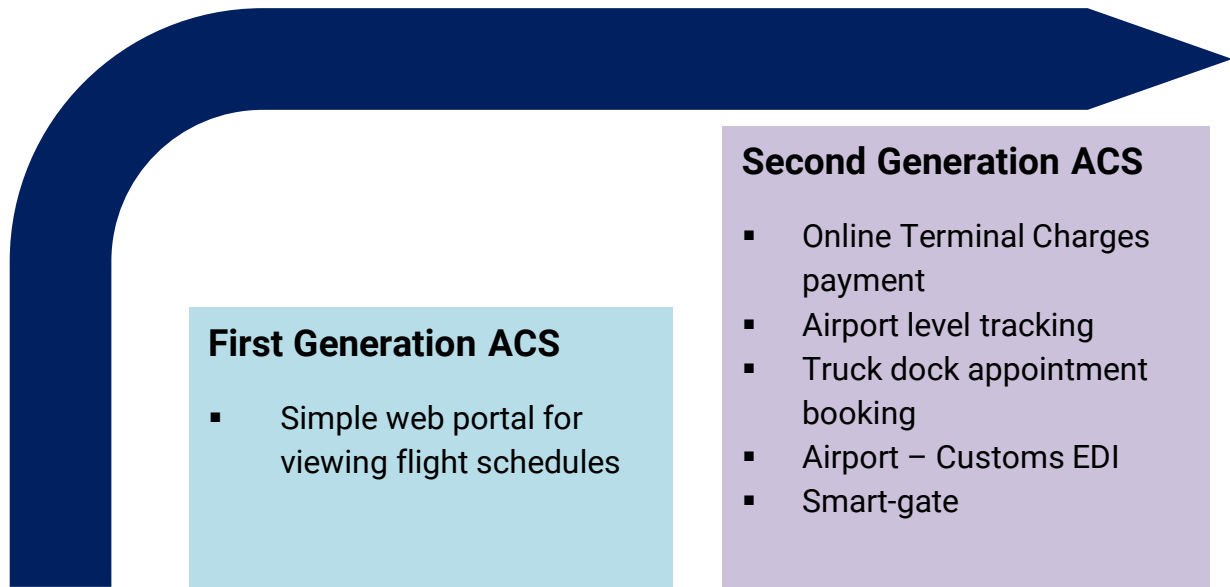 First Generation ACS
▪ Simple web portal for
viewing flight schedules
Second Generation ACS
▪ Online Terminal Charges
payment
▪ Airport level tracking
▪ Truck dock appointment
booking
▪ Airport – Customs EDI
▪ Smart-gate